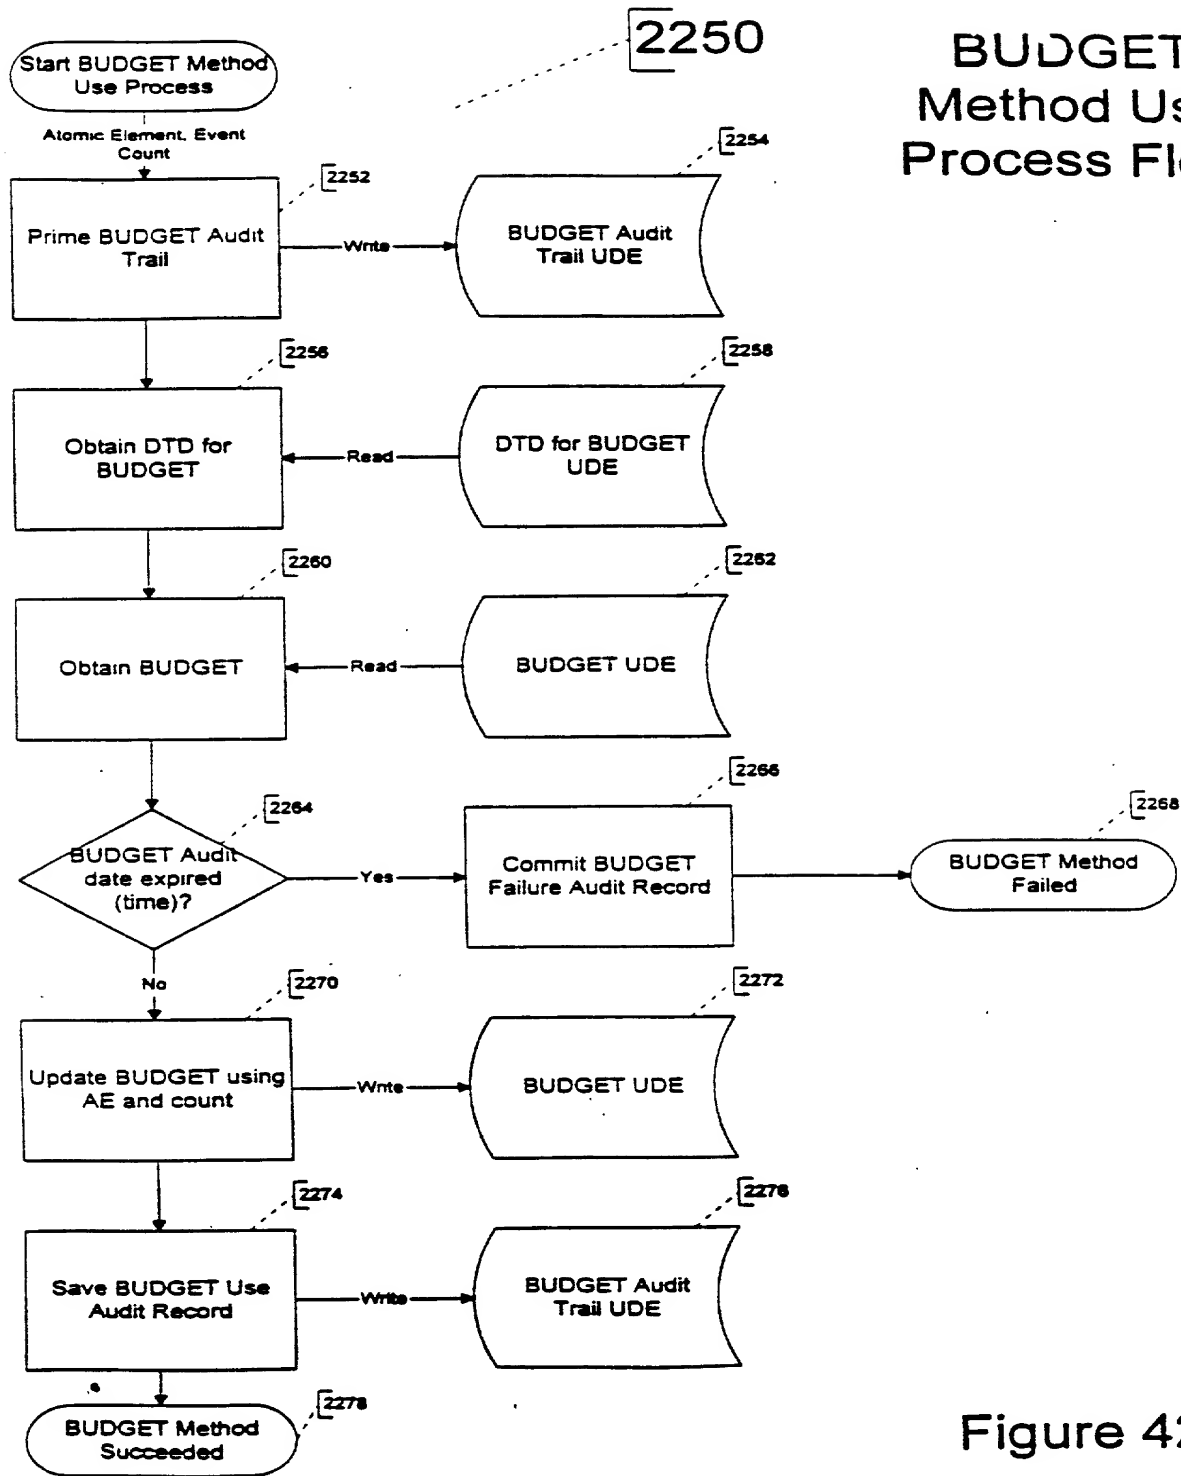 2250
BUDGET
Method Us
Process Flo
Start BUDGET Method
Use Process
Atomic Element, Event
Count
2252
2254
Prime BUDGET Audit
Trail
Write
BUDGET Audit
Trail UDE
2256
2258
Obtain DTD for
BUDGET
Read
DTD for BUDGET
UDE
2260
2262
Obtain BUDGET
Read
BUDGET UDE
2264
2266
2268
BUDGET Audit
date expired
(time)?
Yes
Commit BUDGET
Failure Audit Record
BUDGET Method
Failed
No
2270
2272
Update BUDGET using
AE and count
Write
BUDGET UDE
2274
2276
Save BUDGET Use
Audit Record
Write
BUDGET Audit
Trail UDE
2278
BUDGET Method
Succeeded
Figure 42